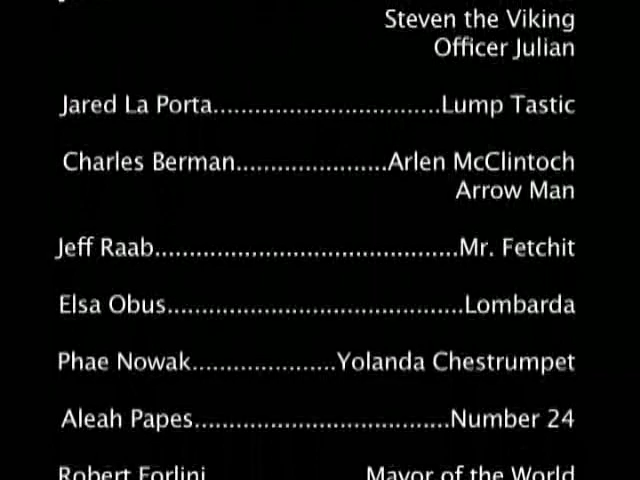 Steven the Viking
Officer Julian
Jared La Porta.................................Lump Tastic
Charles Berman......................Arlen McClintoch
Arrow Man
Jeff Raab............................................Mr. Fetchit
Elsa Obus...........................................Lombarda
Phae Nowak.....................Yolanda Chestrumpet
Aleah Papes.....................................Number 24
Robert Forlini Mayor of the World